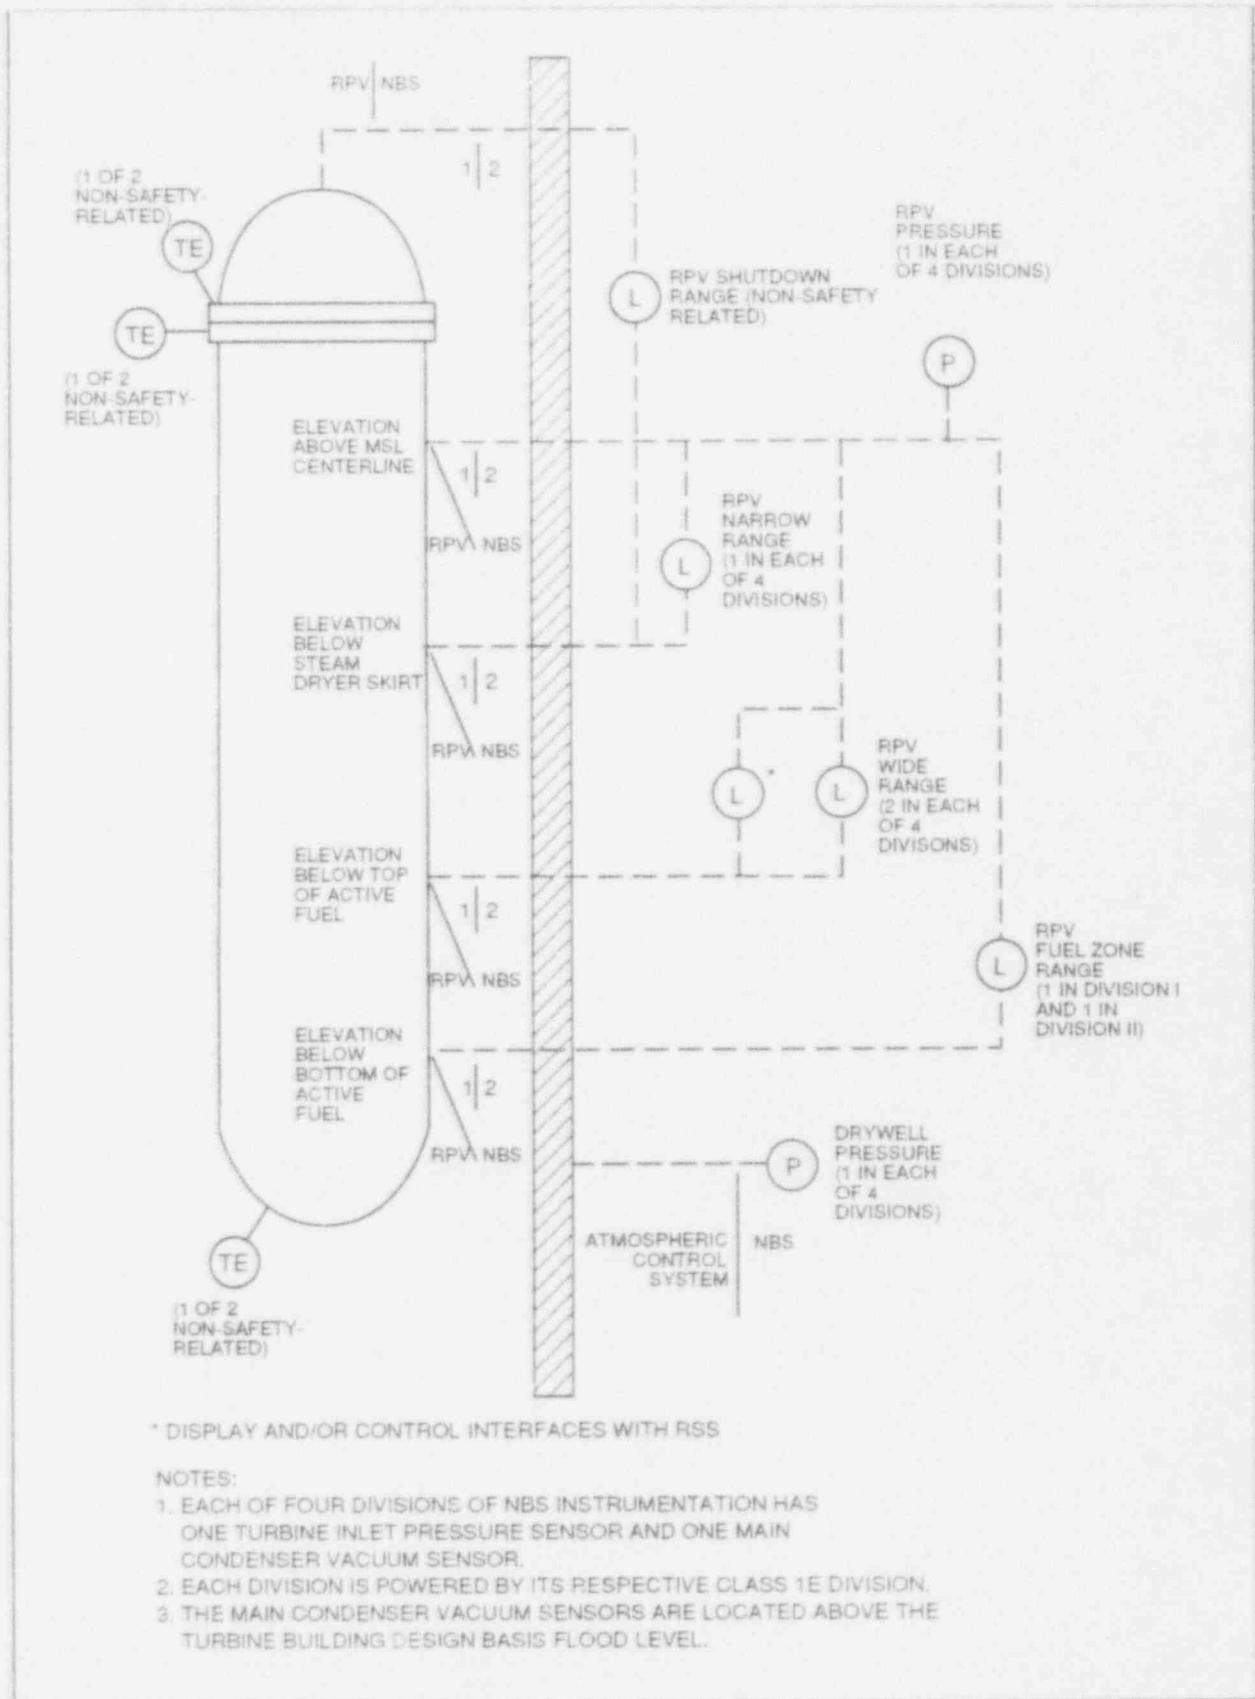 RPV NBS
1 2
(1 OF 2
NON-SAFETY-
RELATED)
TE
TE
(1 OF 2
NON-SAFETY-
RELATED)
L
RPV SHUTDOWN
RANGE (NON-SAFETY
RELATED)
RPV
PRESSURE
(1 IN EACH
OF 4 DIVISIONS)
P
ELEVATION
ABOVE MSL
CENTERLINE
1 2
RPV NBS
L
RPV
NARROW
RANGE
(1 IN EACH
OF 4
DIVISIONS)
ELEVATION
BELOW
STEAM
DRYER SKIRT
1 2
RPV NBS
L *
L
RPV
WIDE
RANGE
(2 IN EACH
OF 4
DIVISONS)
ELEVATION
BELOW TOP
OF ACTIVE
FUEL
1 2
RPV NBS
L
RPV
FUEL ZONE
RANGE
(1 IN DIVISION I
AND 1 IN
DIVISION II)
ELEVATION
BELOW
BOTTOM OF
ACTIVE
FUEL
1 2
RPV NBS
P
DRYWELL
PRESSURE
(1 IN EACH
OF 4
DIVISIONS)
ATMOSPHERIC
CONTROL
SYSTEM
NBS
TE
(1 OF 2
NON-SAFETY-
RELATED)
* DISPLAY AND/OR CONTROL INTERFACES WITH RSS
NOTES:
1. EACH OF FOUR DIVISIONS OF NBS INSTRUMENTATION HAS
ONE TURBINE INLET PRESSURE SENSOR AND ONE MAIN
CONDENSER VACUUM SENSOR.
2. EACH DIVISION IS POWERED BY ITS RESPECTIVE CLASS 1E DIVISION.
3. THE MAIN CONDENSER VACUUM SENSORS ARE LOCATED ABOVE THE
TURBINE BUILDING DESIGN BASIS FLOOD LEVEL.